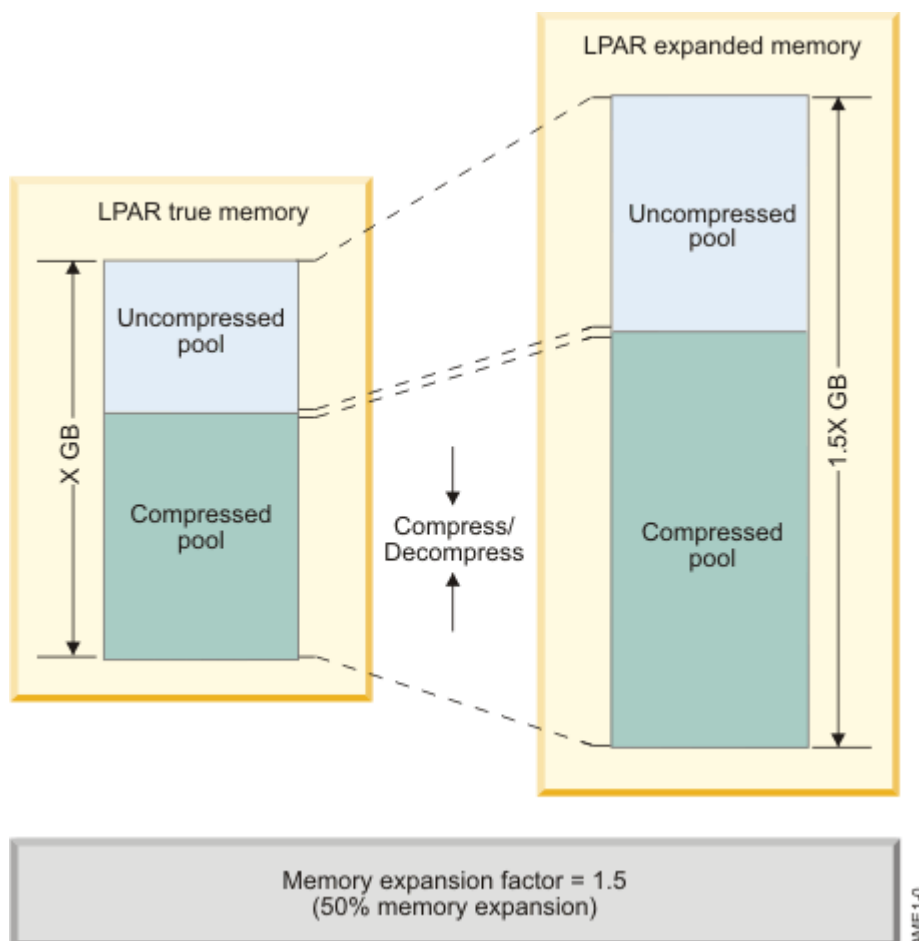 LPAR expanded memory
LPAR true memory
Uncompressed
pool
Uncompressed
pool
X GB
1.5X GB
Compressed
pool
Compress/
Decompress
Compressed
pool
Memory expansion factor = 1.5
(50% memory expansion)